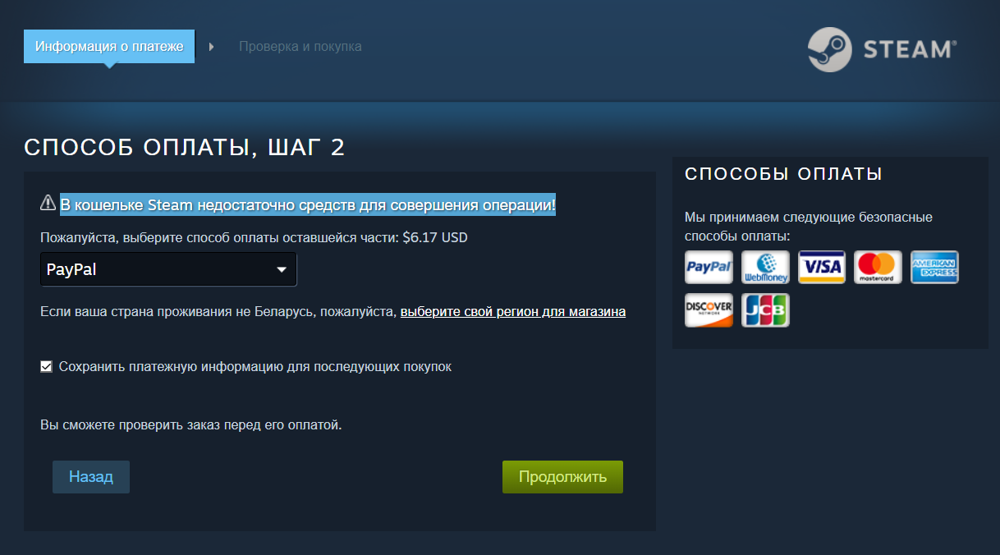 Информация о платеже
Проверка и покупка
STEAM®
СПОСОБ ОПЛАТЫ, ШАГ 2
В кошельке Steam недостаточно средств для совершения операции!
Пожалуйста, выберите способ оплаты оставшейся части: $6.17 USD
PayPal
Если ваша страна проживания не Беларусь, пожалуйста, выберите свой регион для магазина
Сохранить платежную информацию для последующих покупок
Вы сможете проверить заказ перед его оплатой.
Назад
Продолжить
СПОСОБЫ ОПЛАТЫ
Мы принимаем следующие безопасные
способы оплаты:
PayPal
WebMoney
VISA
mastercard
AMERICAN
EXPRESS
DISCOVER
NETWORK
JCB